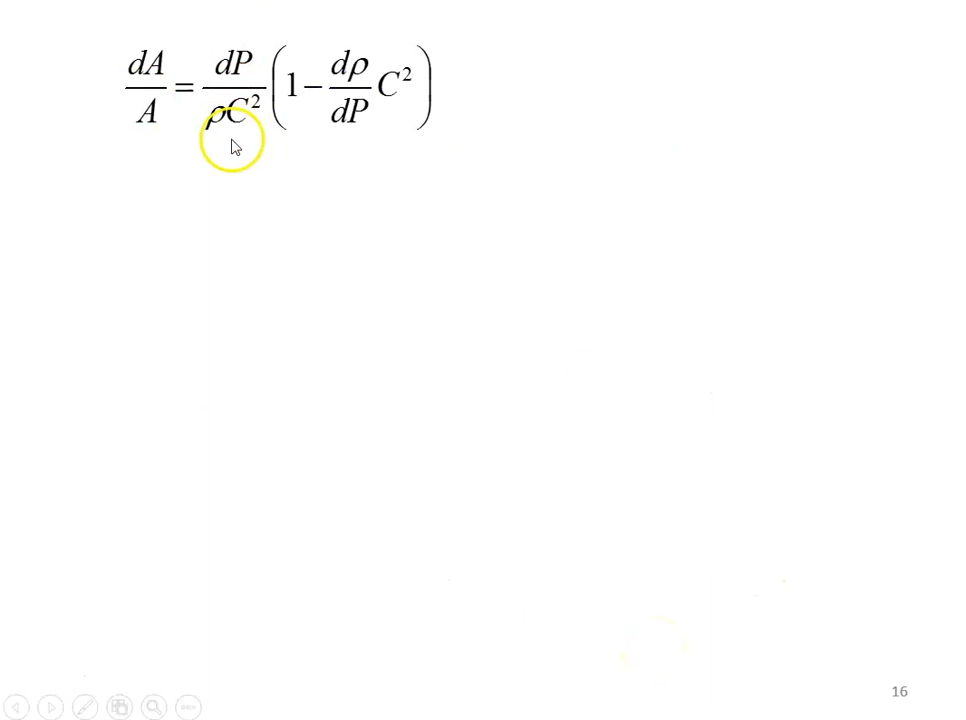 dA/A = dP/ρC² (1 − dρ/dP C²)
16